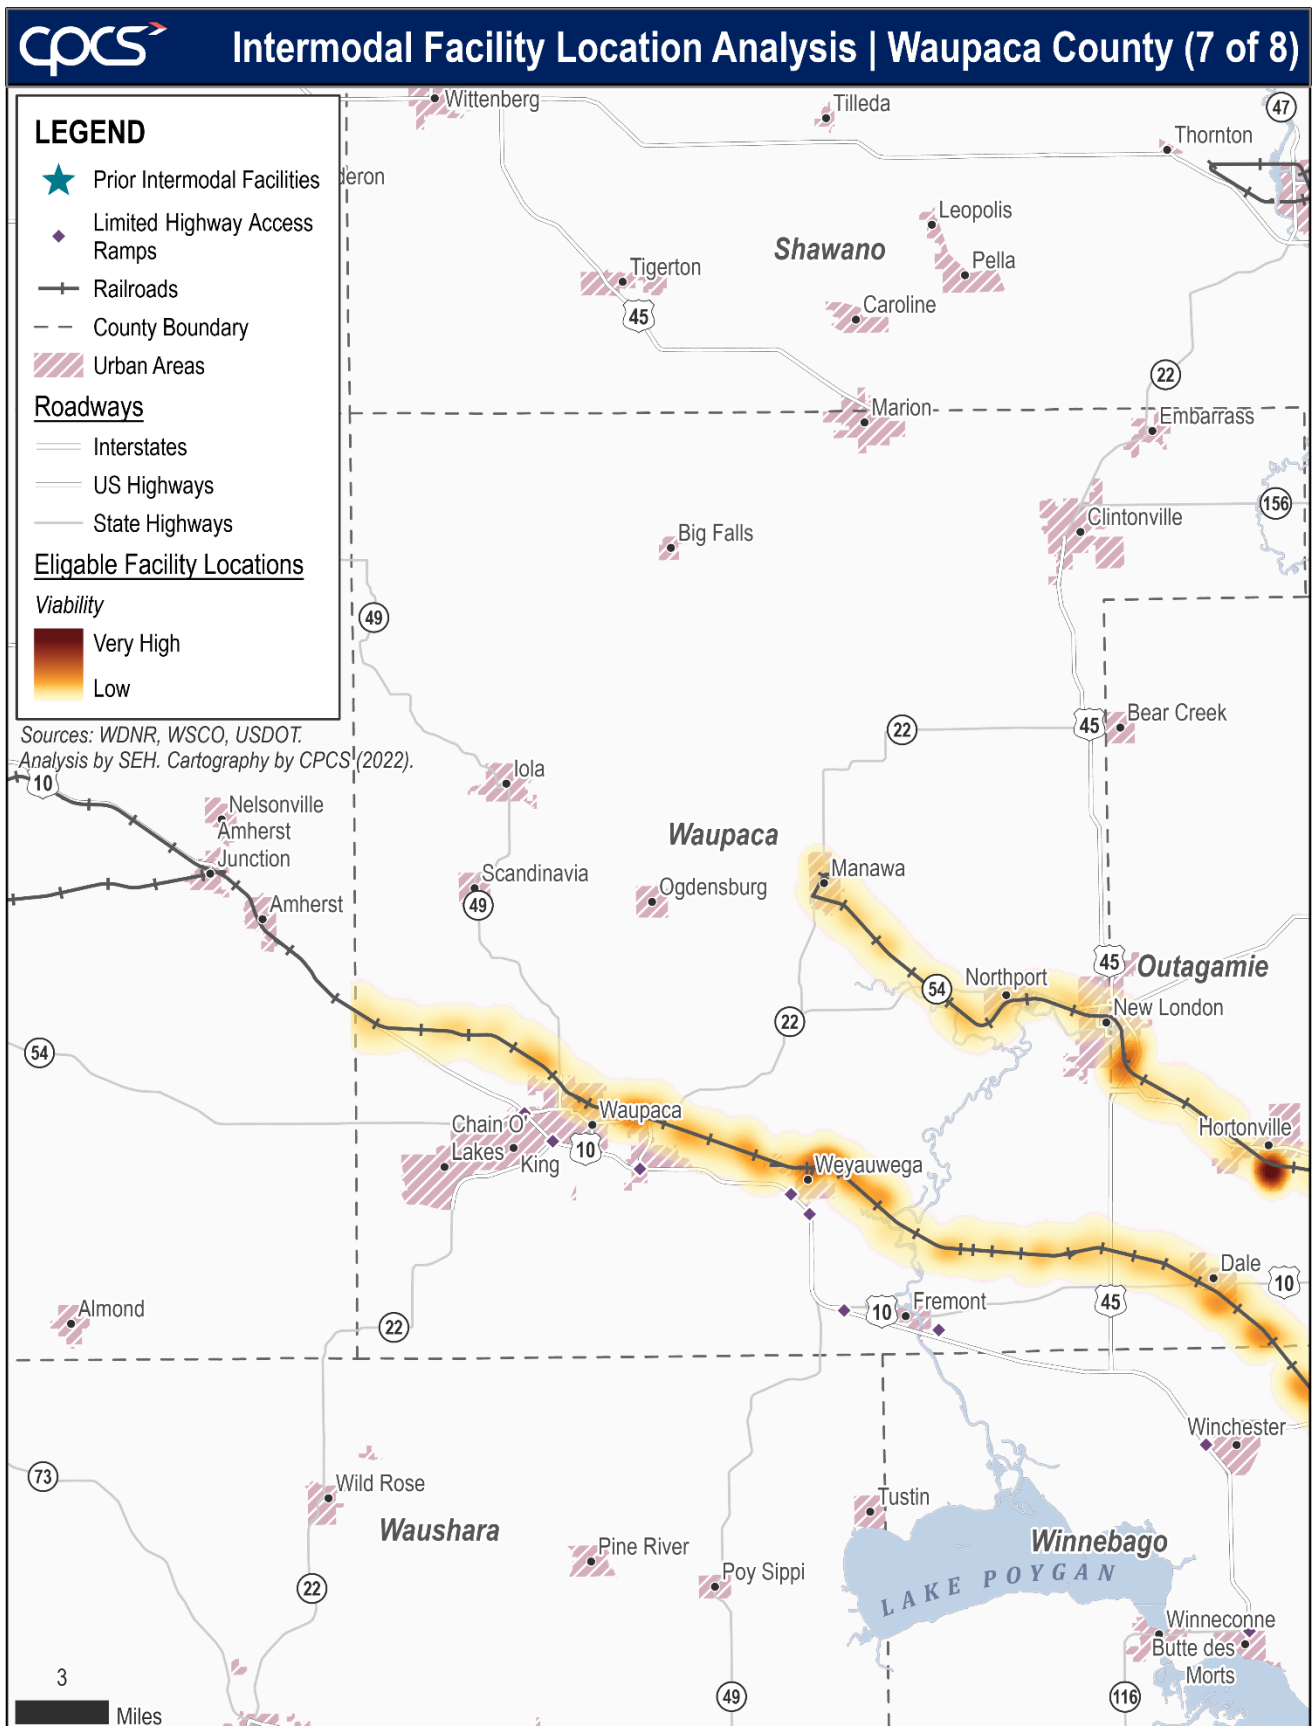 cpcs
Intermodal Facility Location Analysis | Waupaca County (7 of 8)
LEGEND
Prior Intermodal Facilities
Limited Highway Access
Ramps
Railroads
County Boundary
Urban Areas
Roadways
Interstates
US Highways
State Highways
Eligable Facility Locations
Viability
Very High
Low
Sources: WDNR, WSCO, USDOT.
Analysis by SEH. Cartography by CPCS (2022).
Wittenberg
Tilleda
47
Thornton
deron
Leopolis
Shawano
Pella
Tigerton
Caroline
45
22
Marion
Embarrass
156
Clintonville
Big Falls
49
Bear Creek
22
45
Iola
10
Nelsonville
Amherst
Junction
Waupaca
Manawa
Scandinavia
Ogdensburg
Amherst
49
45
Outagamie
Northport
54
New London
22
54
Waupaca
Chain O'
Lakes
King
10
Hortonville
Weyauwega
Dale
10
Almond
Fremont
10
45
22
Winchester
73
Wild Rose
Tustin
Waushara
Winnebago
Pine River
Poy Sippi
LAKE POYGAN
22
Winneconne
Butte des
Morts
3
Miles
49
116